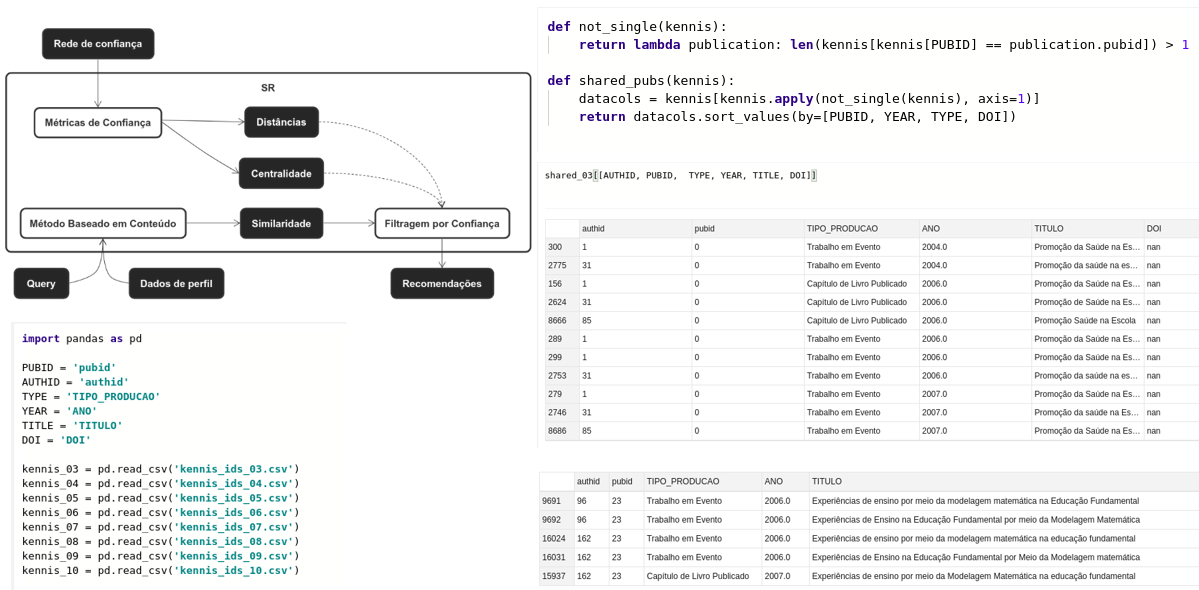 Rede de confiança
SR
Métricas de Confiança
Distâncias
Centralidade
Método Baseado em Conteúdo
Similaridade
Filtragem por Confiança
Query
Dados de perfil
Recomendações
import pandas as pd
PUBID = 'pubid'
AUTHID = 'authid'
TYPE = 'TIPO_PRODUCAO'
YEAR = 'ANO'
TITLE = 'TITULO'
DOI = 'DOI'
kennis_03 = pd.read_csv('kennis_ids_03.csv')
kennis_04 = pd.read_csv('kennis_ids_04.csv')
kennis_05 = pd.read_csv('kennis_ids_05.csv')
kennis_06 = pd.read_csv('kennis_ids_06.csv')
kennis_07 = pd.read_csv('kennis_ids_07.csv')
kennis_08 = pd.read_csv('kennis_ids_08.csv')
kennis_09 = pd.read_csv('kennis_ids_09.csv')
kennis_10 = pd.read_csv('kennis_ids_10.csv')
def not_single(kennis):
return lambda publication: len(kennis[kennis[PUBID] == publication.pubid]) > 1
def shared_pubs(kennis):
datacols = kennis[kennis.apply(not_single(kennis), axis=1)]
return datacols.sort_values(by=[PUBID, YEAR, TYPE, DOI])
shared_03[[AUTHID, PUBID, TYPE, YEAR, TITLE, DOI]]
authid pubid TIPO_PRODUCAO ANO TITULO DOI
300 1 0 Trabalho em Evento 2004.0 Promoção da Saúde na Es... nan
2775 31 0 Trabalho em Evento 2004.0 Promoção da saúde na es... nan
156 1 0 Capítulo de Livro Publicado 2006.0 Promoção da Saúde na Es... nan
2624 31 0 Capítulo de Livro Publicado 2006.0 Promoção de Saúde na Es... nan
8666 85 0 Capítulo de Livro Publicado 2006.0 Promoção Saúde na Escola nan
289 1 0 Trabalho em Evento 2006.0 Promoção da Saúde na Es... nan
299 1 0 Trabalho em Evento 2006.0 Promoção da Saúde na Es... nan
2753 31 0 Trabalho em Evento 2006.0 Promoção da saúde na es... nan
279 1 0 Trabalho em Evento 2007.0 Promoção da Saúde na Es... nan
2746 31 0 Trabalho em Evento 2007.0 Promoção da saúde na Es... nan
8686 85 0 Trabalho em Evento 2007.0 Promoção da Saúde na Es... nan
authid pubid TIPO_PRODUCAO ANO TITULO
9691 96 23 Trabalho em Evento 2006.0 Experiências de ensino por meio da modelagem matemática na Educação Fundamental
9692 96 23 Trabalho em Evento 2006.0 Experiências de Ensino na Educação Fundamental por meio da Modelagem Matemática
16024 162 23 Trabalho em Evento 2006.0 Experiências de ensino por meio da modelagem matemática na educação fundamental
16031 162 23 Trabalho em Evento 2006.0 Experiências de Ensino na Educação Fundamental por Meio da Modelagem matemática
15937 162 23 Capítulo de Livro Publicado 2007.0 Experiências de ensino por meio da Modelagem Matemática na educação fundamental